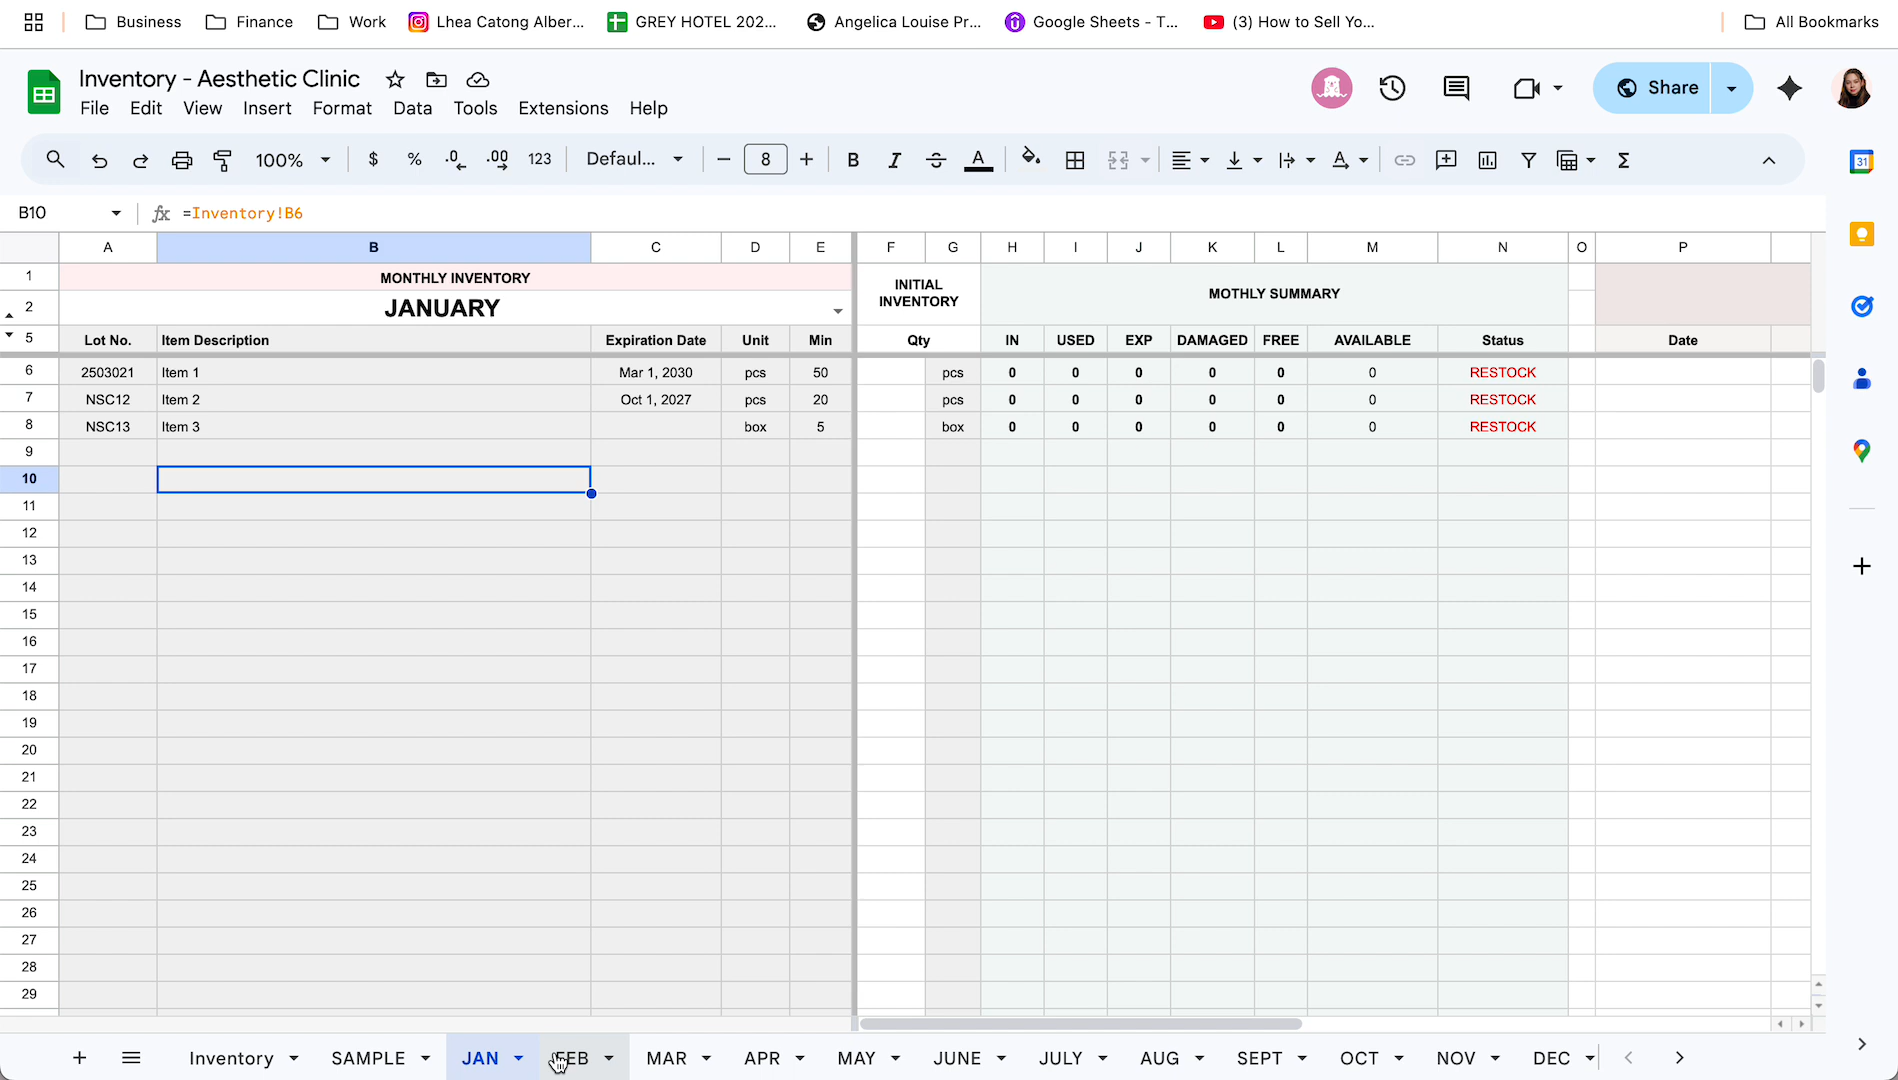 Business Finance Work Lhea Catong Alber... GREY HOTEL 202... Angelica Louise Pr... Google Sheets - T... (3) How to Sell Yo... All Bookmarks
Inventory - Aesthetic Clinic
Share
File Edit View Insert Format Data Tools Extensions Help
100% $ % .0 .00 123 Defaul... 8 B I A Σ
31
B10 fx =Inventory!B6
A B C D E F G H I J K L M N O P
1 MONTHLY INVENTORY INITIAL INVENTORY MOTHLY SUMMARY
2 JANUARY
5 Lot No. Item Description Expiration Date Unit Min Qty IN USED EXP DAMAGED FREE AVAILABLE Status Date
6 2503021 Item 1 Mar 1, 2030 pcs 50 pcs 0 0 0 0 0 0 RESTOCK
7 NSC12 Item 2 Oct 1, 2027 pcs 20 pcs 0 0 0 0 0 0 RESTOCK
8 NSC13 Item 3 box 5 box 0 0 0 0 0 0 RESTOCK
9
10
11
12
13
14
15
16
17
18
19
20
21
22
23
24
25
26
27
28
29
Inventory SAMPLE JAN FEB MAR APR MAY JUNE JULY AUG SEPT OCT NOV DEC